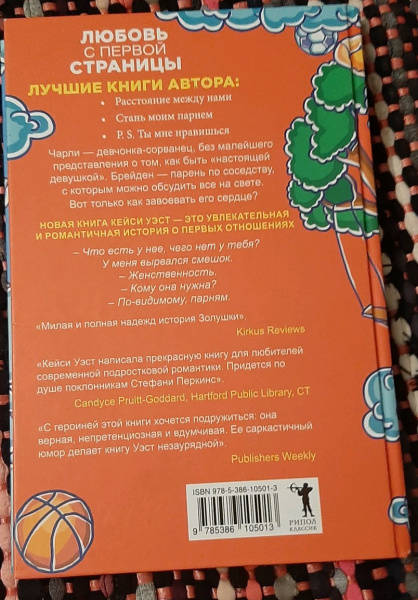 ЛЮБОВЬ
С ПЕРВОЙ
СТРАНИЦЫ
ЛУЧШИЕ КНИГИ АВТОРА:
• Расстояние между нами
• Стань моим парнем
• P. S. Ты мне нравишься
Чарли — девчонка-сорванец, без малейшего
представления о том, как быть «настоящей
девушкой». Брейден — парень по соседству,
с которым можно обсудить все на свете.
Вот только как завоевать его сердце?
НОВАЯ КНИГА КЕЙСИ УЭСТ — ЭТО УВЛЕКАТЕЛЬНАЯ
И РОМАНТИЧНАЯ ИСТОРИЯ О ПЕРВЫХ ОТНОШЕНИЯХ
– Что есть у нее, чего нет у тебя?
У меня вырвался смешок.
– Женственность.
– Кому она нужна?
– По-видимому, парням.
«Милая и полная надежд история Золушки».
Kirkus Reviews
«Кейси Уэст написала прекрасную книгу для любителей
современной подростковой романтики. Придется по
душе поклонникам Стефани Перкинс».
Candyce Pruitt-Goddard, Hartford Public Library, CT
«С героиней этой книги хочется подружиться: она
верная, непретенциозная и вдумчивая. Ее саркастичный
юмор делает книгу Уэст незаурядной».
Publishers Weekly
ISBN 978-5-386-10501-3
9 785386 105013
РИПОЛ
КЛАССИК